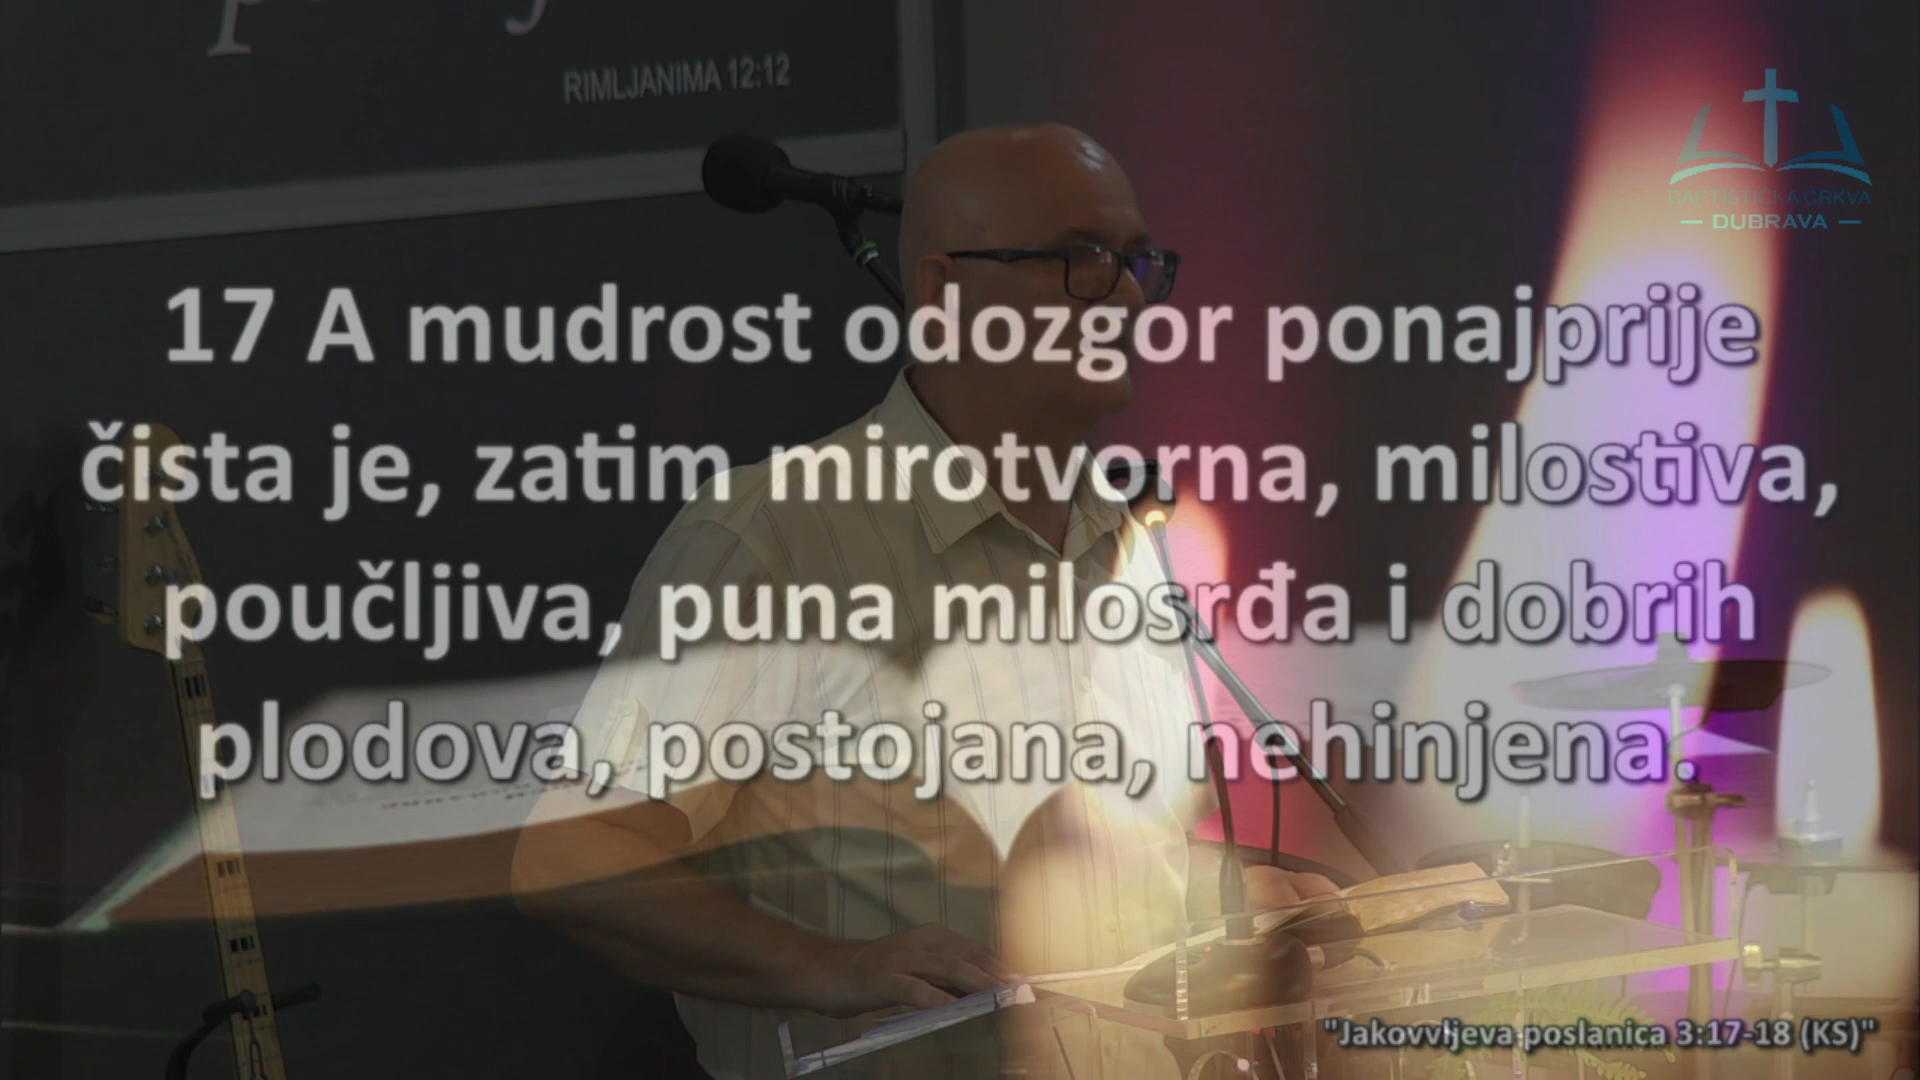 RIMLJANIMA 12:12
BAPTISTIČKA CRKVA
— DUBRAVA —
17 A mudrost odozgor ponajprije
čista je, zatim mirotvorna, milostiva,
poučljiva, puna milosrđa i dobrih
plodova, postojana, nehinjena.
"Jakovvljeva poslanica 3:17-18 (KS)"